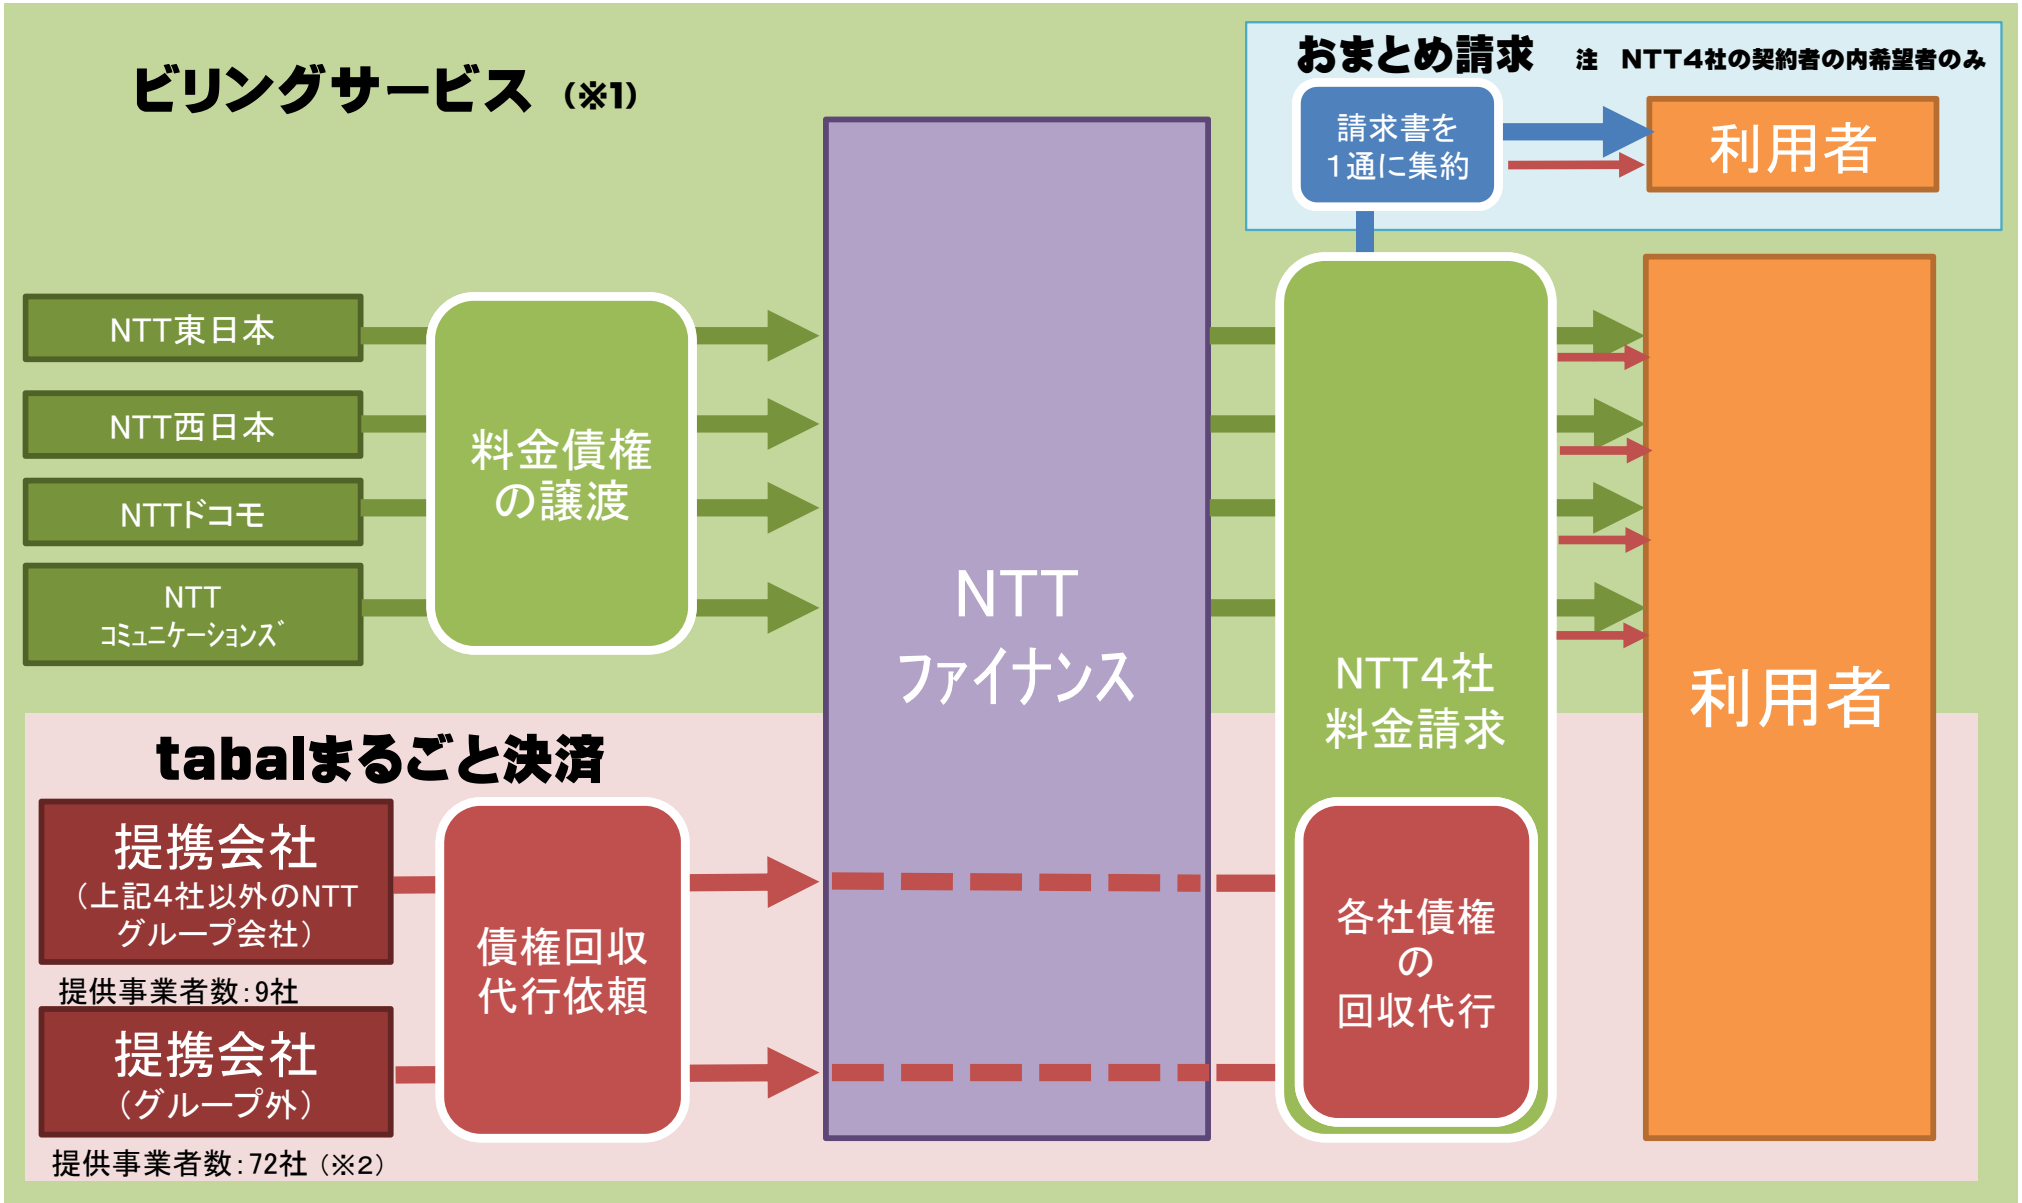 ビリングサービス (※1)
おまとめ請求 注 NTT4社の契約者の内希望者のみ
請求書を
1通に集約
利用者
NTT東日本
NTT西日本
NTTドコモ
NTT
コミュニケーションズ
料金債権
の譲渡
NTT
ファイナンス
NTT4社
料金請求
利用者
tabalまるごと決済
提携会社
(上記4社以外のNTT
グループ会社)
提供事業者数:9社
提携会社
(グループ外)
提供事業者数:72社(※2)
債権回収
代行依頼
各社債権
の
回収代行